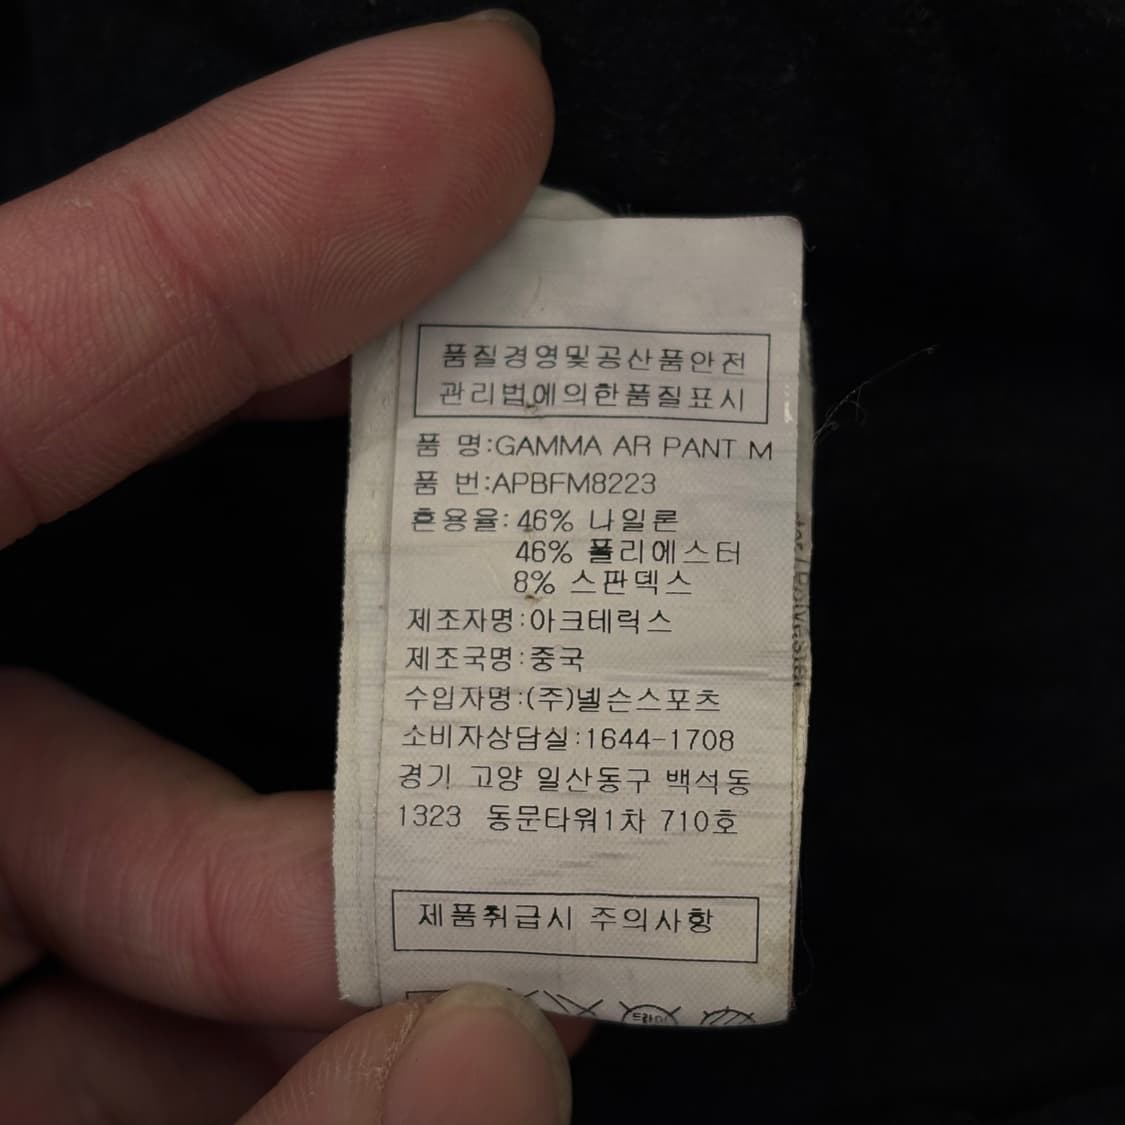 품질경영및공산품안전
관리법에의한품질표시
품 명:GAMMA AR PANT M
품 번:APBFM8223
혼용율: 46% 나일론
46% 폴리에스터
8% 스판덱스
제조자명:아크테릭스
제조국명:중국
수입자명:(주)넬슨스포츠
소비자상담실:1644-1708
경기 고양 일산동구 백석동
1323 동문타워1차 710호
제품취급시 주의사항
드라이